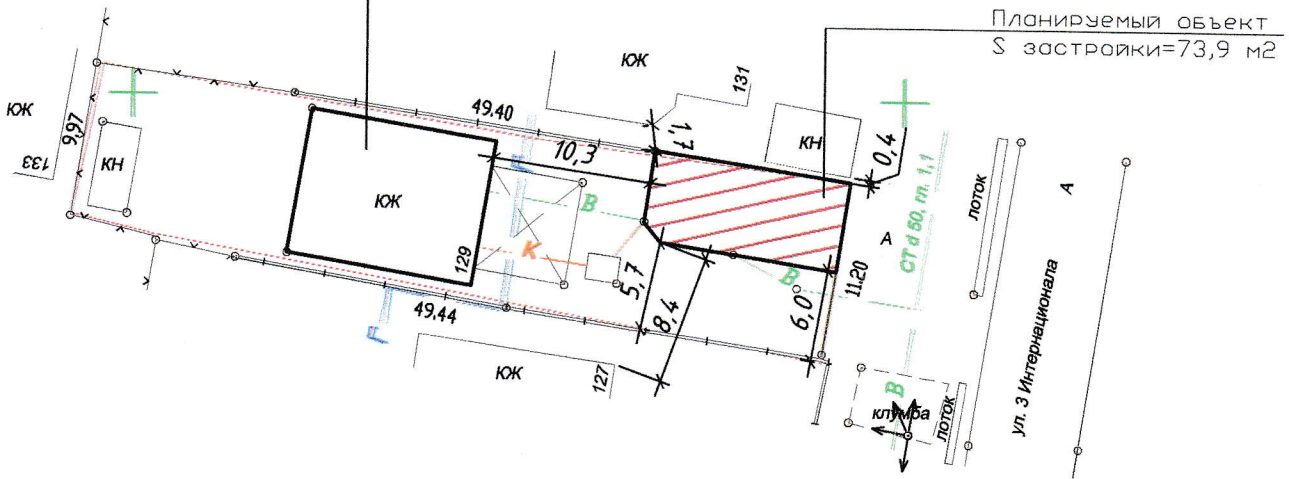 Планируемый объект
S застройки=73,9 м2
КЖ
131
КЖ
9,97
133
КН
49.40
10,3
1,7
КН
0,4
Г
В
КЖ
129
К
А
СТ d 50, гл. 1,1
лоток
А
В
5,7
8,4
6,0
11.20
49.44
Г
КЖ
127
ул. 3 Интернационала
В
клумба
лоток